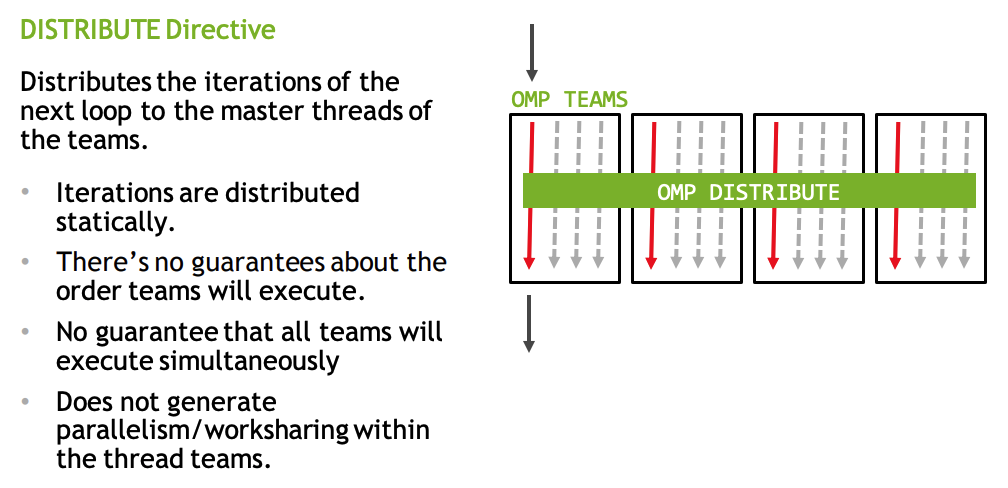 DISTRIBUTE Directive
Distributes the iterations of the
next loop to the master threads of
the teams.
• Iterations are distributed
statically.
• There's no guarantees about the
order teams will execute.
• No guarantee that all teams will
execute simultaneously
• Does not generate
parallelism/worksharing within
the thread teams.
OMP TEAMS
OMP DISTRIBUTE